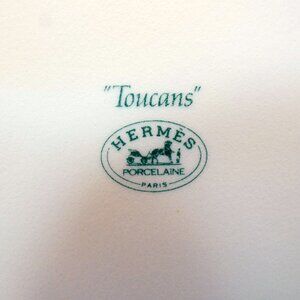 "Toucans"
HERMÈS
PORCELAINE
PARIS